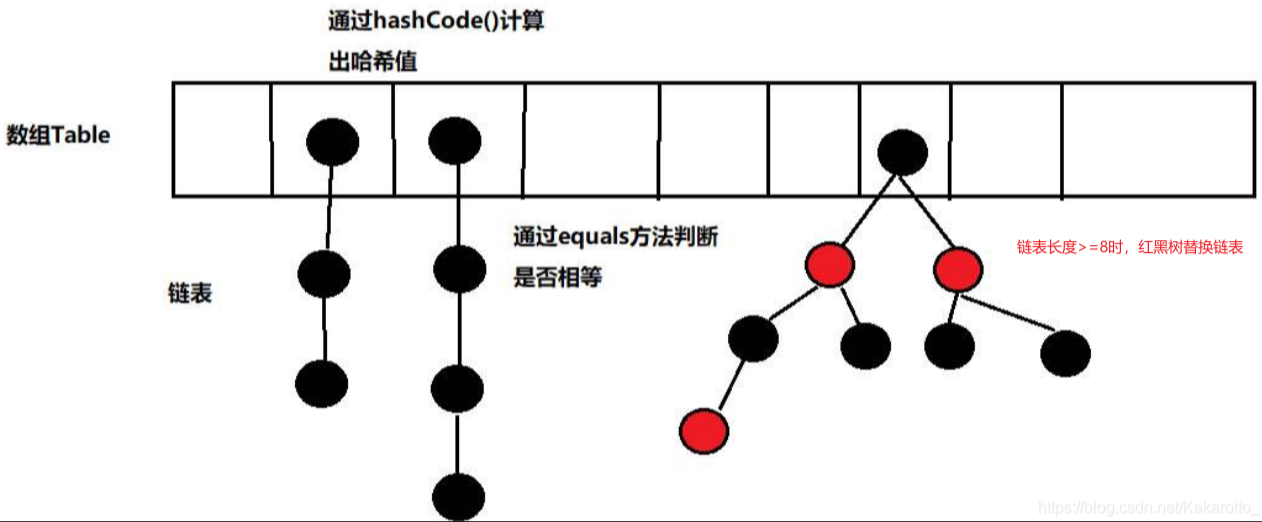 通过hashCode()计算
出哈希值
数组Table
通过equals方法判断
是否相等
链表长度>=8时，红黑树替换链表
链表
https://blog.csdn.net/Kakarotto_